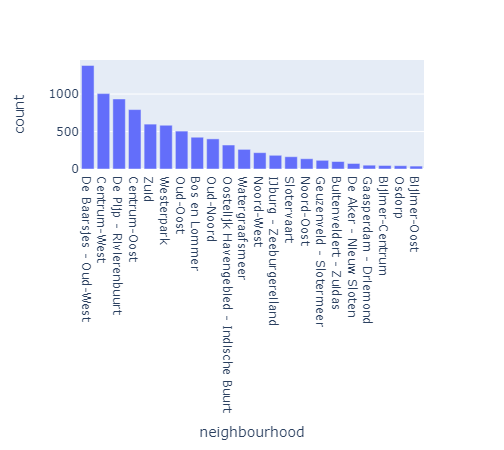 count
1000
500
0
De Baarsjes - Oud-West
Centrum-West
De Pijp - Rivierenbuurt
Centrum-Oost
Zuid
Westerpark
Oud-Oost
Bos en Lommer
Oud-Noord
Oostelijk Havengebied - Indische Buurt
Watergraafsmeer
Noord-West
IJburg - Zeeburgereiland
Slotervaart
Noord-Oost
Geuzenveld - Slotermeer
Buitenveldert - Zuidas
De Aker - Nieuw Sloten
Gaasperdam - Driemond
Bijlmer-Centrum
Osdorp
Bijlmer-Oost
neighbourhood